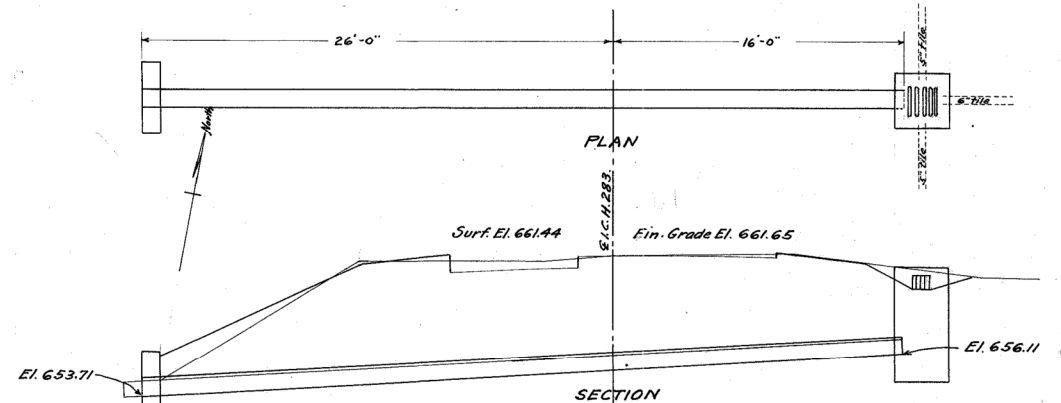 26'-0"
16'-0"
5" Tile
6" Tile
5" Tile
North
PLAN
℄ I.C.H. 283.
Surf. El. 661.44
Fin. Grade El. 661.65
El. 653.71
El. 656.11
SECTION